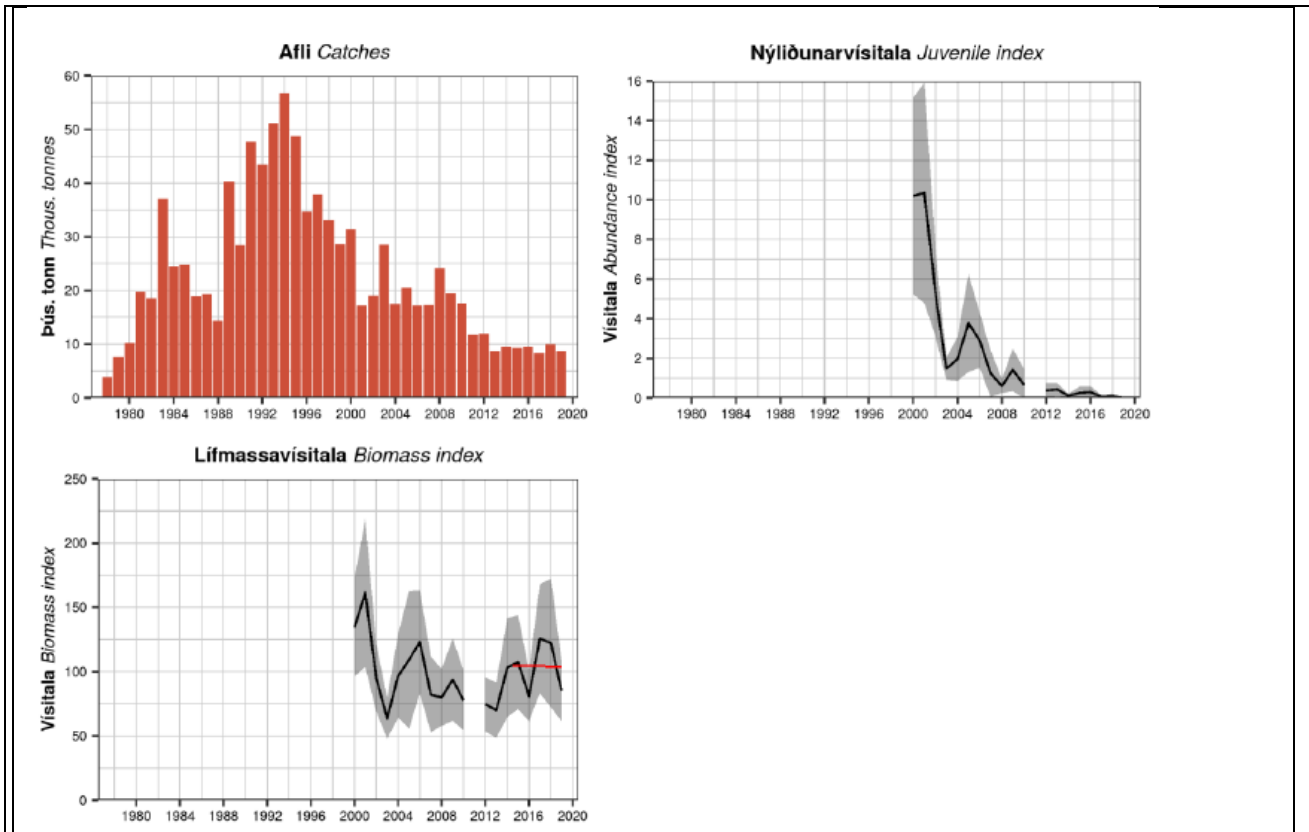 Afli Catches
Þús. tonn Thous. tonnes
60
50
40
30
20
10
0
1980 1984 1988 1992 1996 2000 2004 2008 2012 2016 2020
Nýliðunarvísitala Juvenile index
Vísitala Abundance index
16
14
12
10
8
6
4
2
0
1980 1984 1988 1992 1996 2000 2004 2008 2012 2016 2020
Lífmassavísitala Biomass index
Vísitala Biomass index
250
200
150
100
50
0
1980 1984 1988 1992 1996 2000 2004 2008 2012 2016 2020